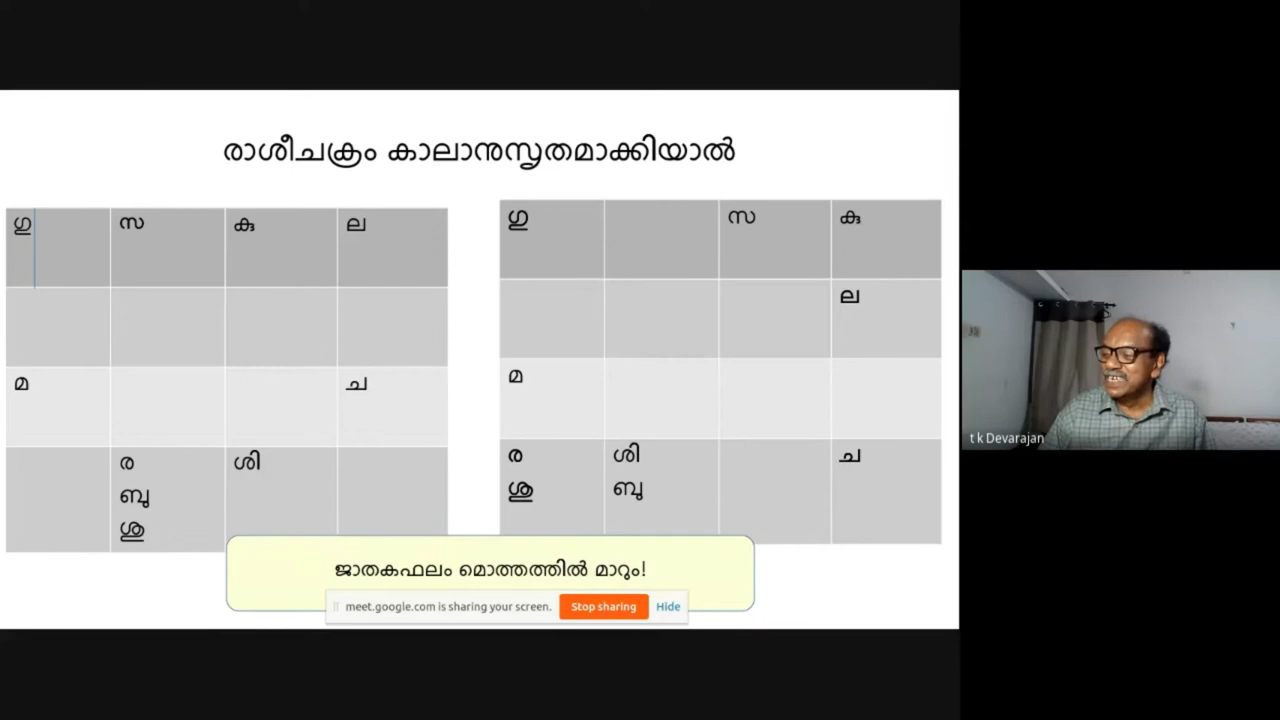 രാശീചക്രം കാലാനുസൃതമാക്കിയാൽ
ഗു സ കു ല
മ ച
ര ശി
ബു
ശു
ഗു സ കു
ല
മ
ര ശി ച
ശു ബു
ജാതകഫലം മൊത്തത്തിൽ മാറും!
meet.google.com is sharing your screen. Stop sharing Hide
t k Devarajan